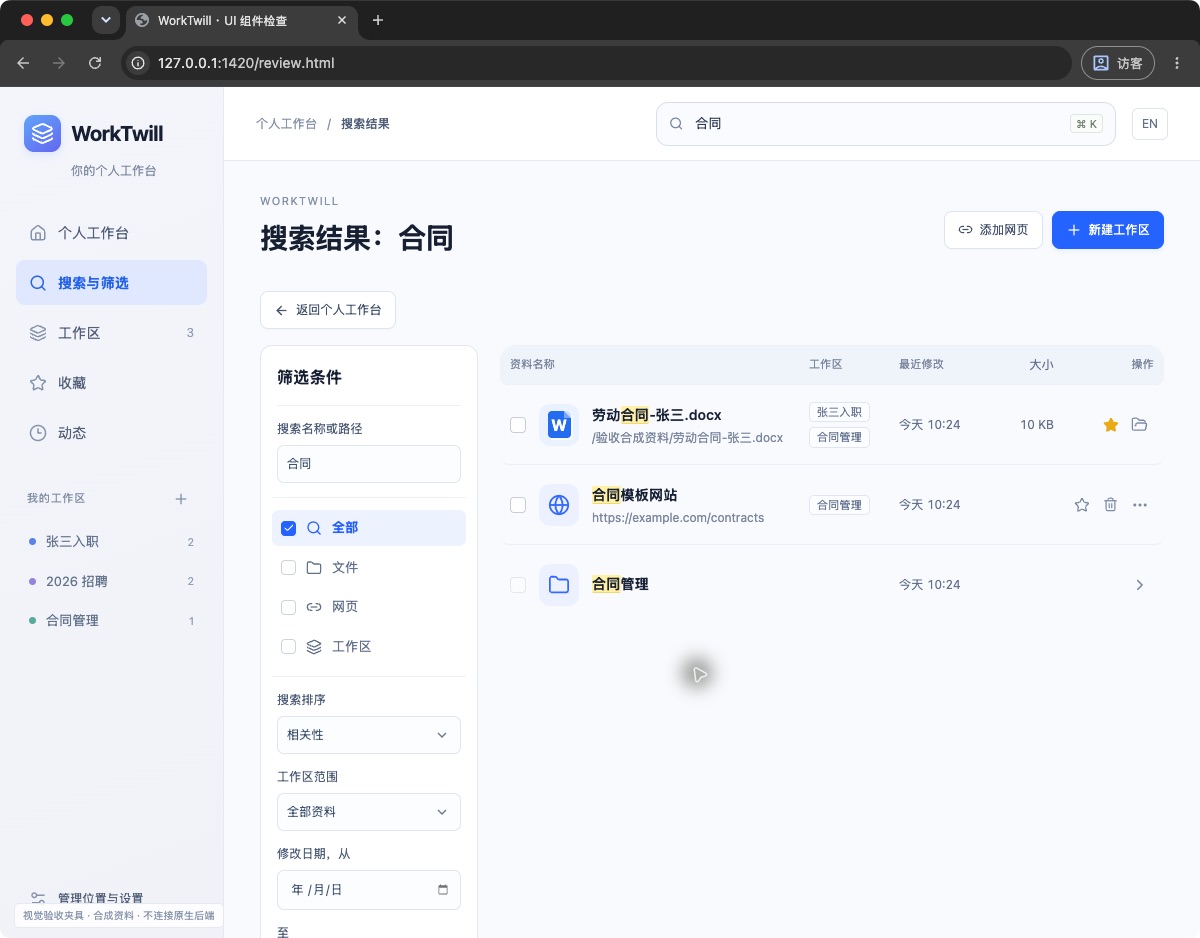 WorkTwill · UI 组件检查
127.0.0.1:1420/review.html
访客
WorkTwill
你的个人工作台
个人工作台
搜索与筛选
工作区 3
收藏
动态
我的工作区
张三入职 2
2026 招聘 2
合同管理 1
管理位置与设置
视觉验收夹具 · 合成资料 · 不连接原生后端
个人工作台 / 搜索结果
合同
⌘ K
EN
WORKTWILL
搜索结果：合同
添加网页
新建工作区
返回个人工作台
筛选条件
搜索名称或路径
合同
全部
文件
网页
工作区
搜索排序
相关性
工作区范围
全部资料
修改日期，从
年 /月/日
至
资料名称 工作区 最近修改 大小 操作
劳动合同-张三.docx
/验收合成资料/劳动合同-张三.docx
张三入职
合同管理
今天 10:24
10 KB
合同模板网站
https://example.com/contracts
合同管理
今天 10:24
合同管理
今天 10:24